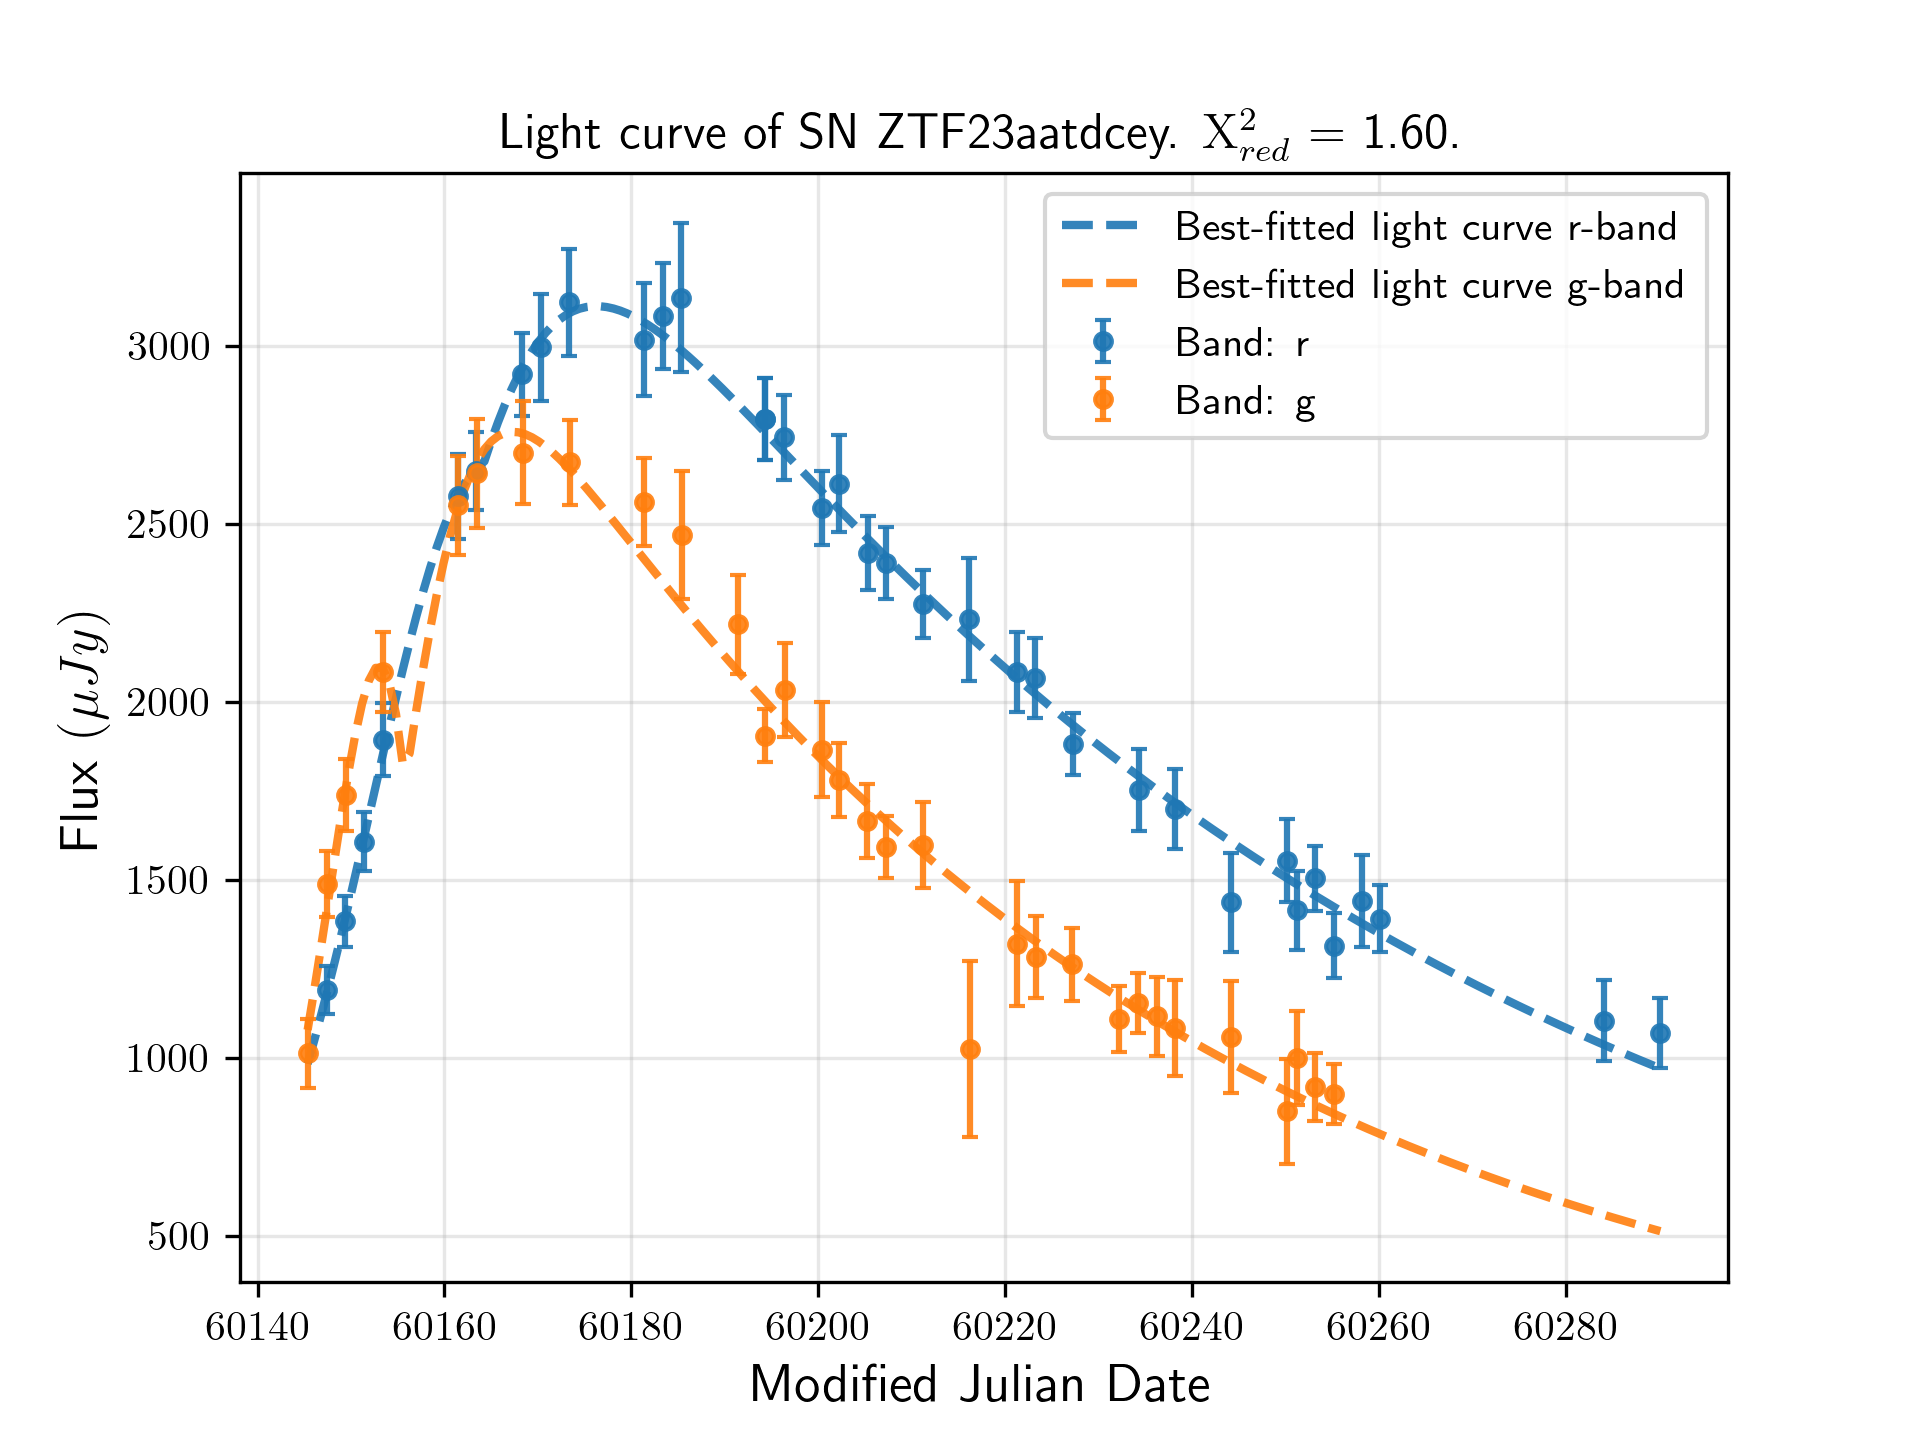 Light curve of SN ZTF23aatdcey. X²_red = 1.60.
Best-fitted light curve r-band
Best-fitted light curve g-band
Band: r
Band: g
Flux (μJy)
3000
2500
2000
1500
1000
500
60140 60160 60180 60200 60220 60240 60260 60280
Modified Julian Date